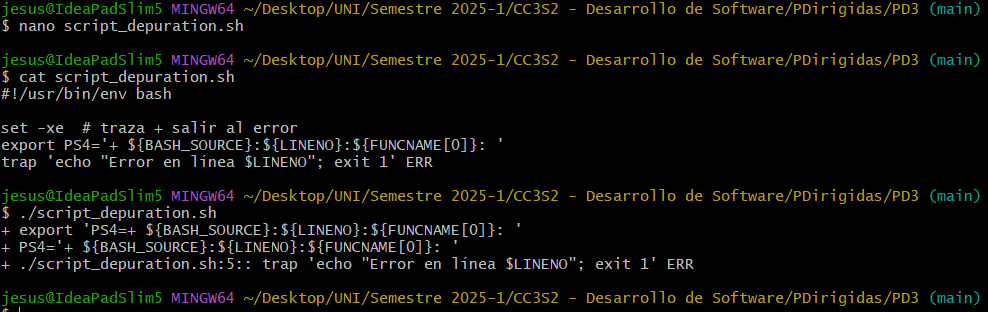 jesus@IdeaPadSlim5 MINGW64 ~/Desktop/UNI/Semestre 2025-1/CC3S2 - Desarrollo de Software/PDirigidas/PD3 (main)
$ nano script_depuration.sh

jesus@IdeaPadSlim5 MINGW64 ~/Desktop/UNI/Semestre 2025-1/CC3S2 - Desarrollo de Software/PDirigidas/PD3 (main)
$ cat script_depuration.sh
#!/usr/bin/env bash

set -xe  # traza + salir al error
export PS4='+ ${BASH_SOURCE}:${LINENO}:${FUNCNAME[0]}: '
trap 'echo "Error en línea $LINENO"; exit 1' ERR

jesus@IdeaPadSlim5 MINGW64 ~/Desktop/UNI/Semestre 2025-1/CC3S2 - Desarrollo de Software/PDirigidas/PD3 (main)
$ ./script_depuration.sh
+ export 'PS4=+ ${BASH_SOURCE}:${LINENO}:${FUNCNAME[0]}: '
+ PS4='+ ${BASH_SOURCE}:${LINENO}:${FUNCNAME[0]}: '
+ ./script_depuration.sh:5:: trap 'echo "Error en línea $LINENO"; exit 1' ERR

jesus@IdeaPadSlim5 MINGW64 ~/Desktop/UNI/Semestre 2025-1/CC3S2 - Desarrollo de Software/PDirigidas/PD3 (main)
$